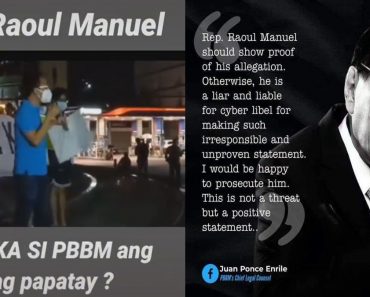 Raoul Manuel
KA SI PBBM ang
ng papatay ?
Rep. Raoul Manuel
should show proof
of his allegation.
Otherwise, he is
a liar and liable
for cyber libel for
making such
irresponsible and
unproven statement.
I would be happy
to prosecute him.
This is not a threat
but a positive
statement..
Juan Ponce Enrile
PBBM's Chief Legal Counsel